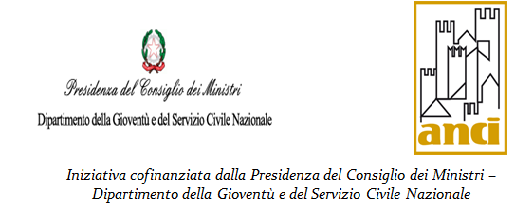 Presidenza del Consiglio dei Ministri
Dipartimento della Gioventù e del Servizio Civile Nazionale
anci
Iniziativa cofinanziata dalla Presidenza del Consiglio dei Ministri –
Dipartimento della Gioventù e del Servizio Civile Nazionale